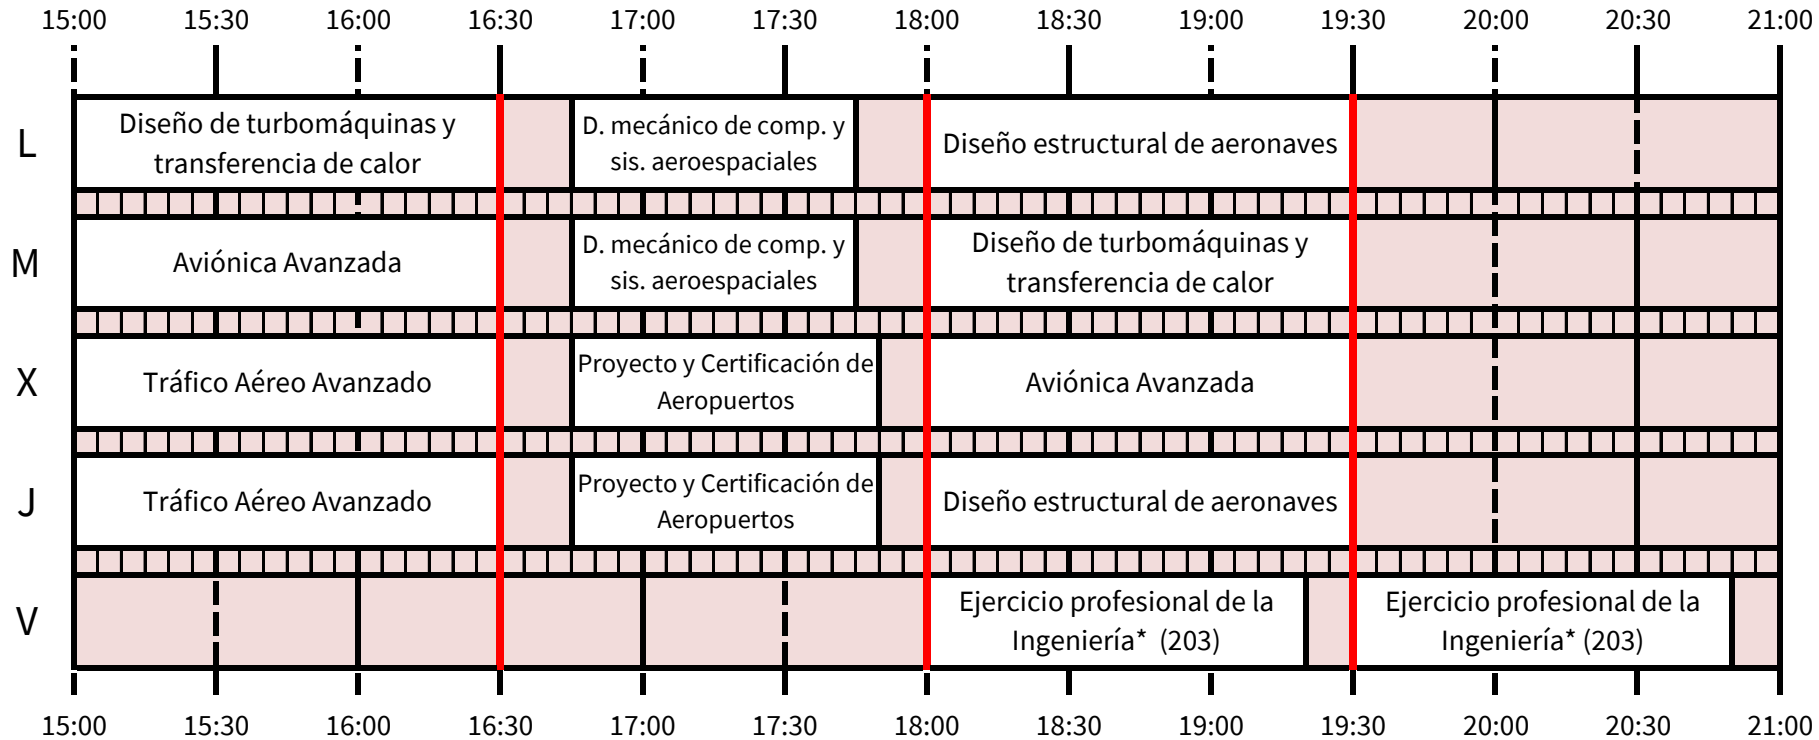 15:00 15:30 16:00 16:30 17:00 17:30 18:00 18:30 19:00 19:30 20:00 20:30 21:00
L
Diseño de turbomáquinas y
transferencia de calor
D. mecánico de comp. y
sis. aeroespaciales
Diseño estructural de aeronaves
M
Aviónica Avanzada
D. mecánico de comp. y
sis. aeroespaciales
Diseño de turbomáquinas y
transferencia de calor
X
Tráfico Aéreo Avanzado
Proyecto y Certificación de
Aeropuertos
Aviónica Avanzada
J
Tráfico Aéreo Avanzado
Proyecto y Certificación de
Aeropuertos
Diseño estructural de aeronaves
V
Ejercicio profesional de la
Ingeniería* (203)
Ejercicio profesional de la
Ingeniería* (203)
15:00 15:30 16:00 16:30 17:00 17:30 18:00 18:30 19:00 19:30 20:00 20:30 21:00